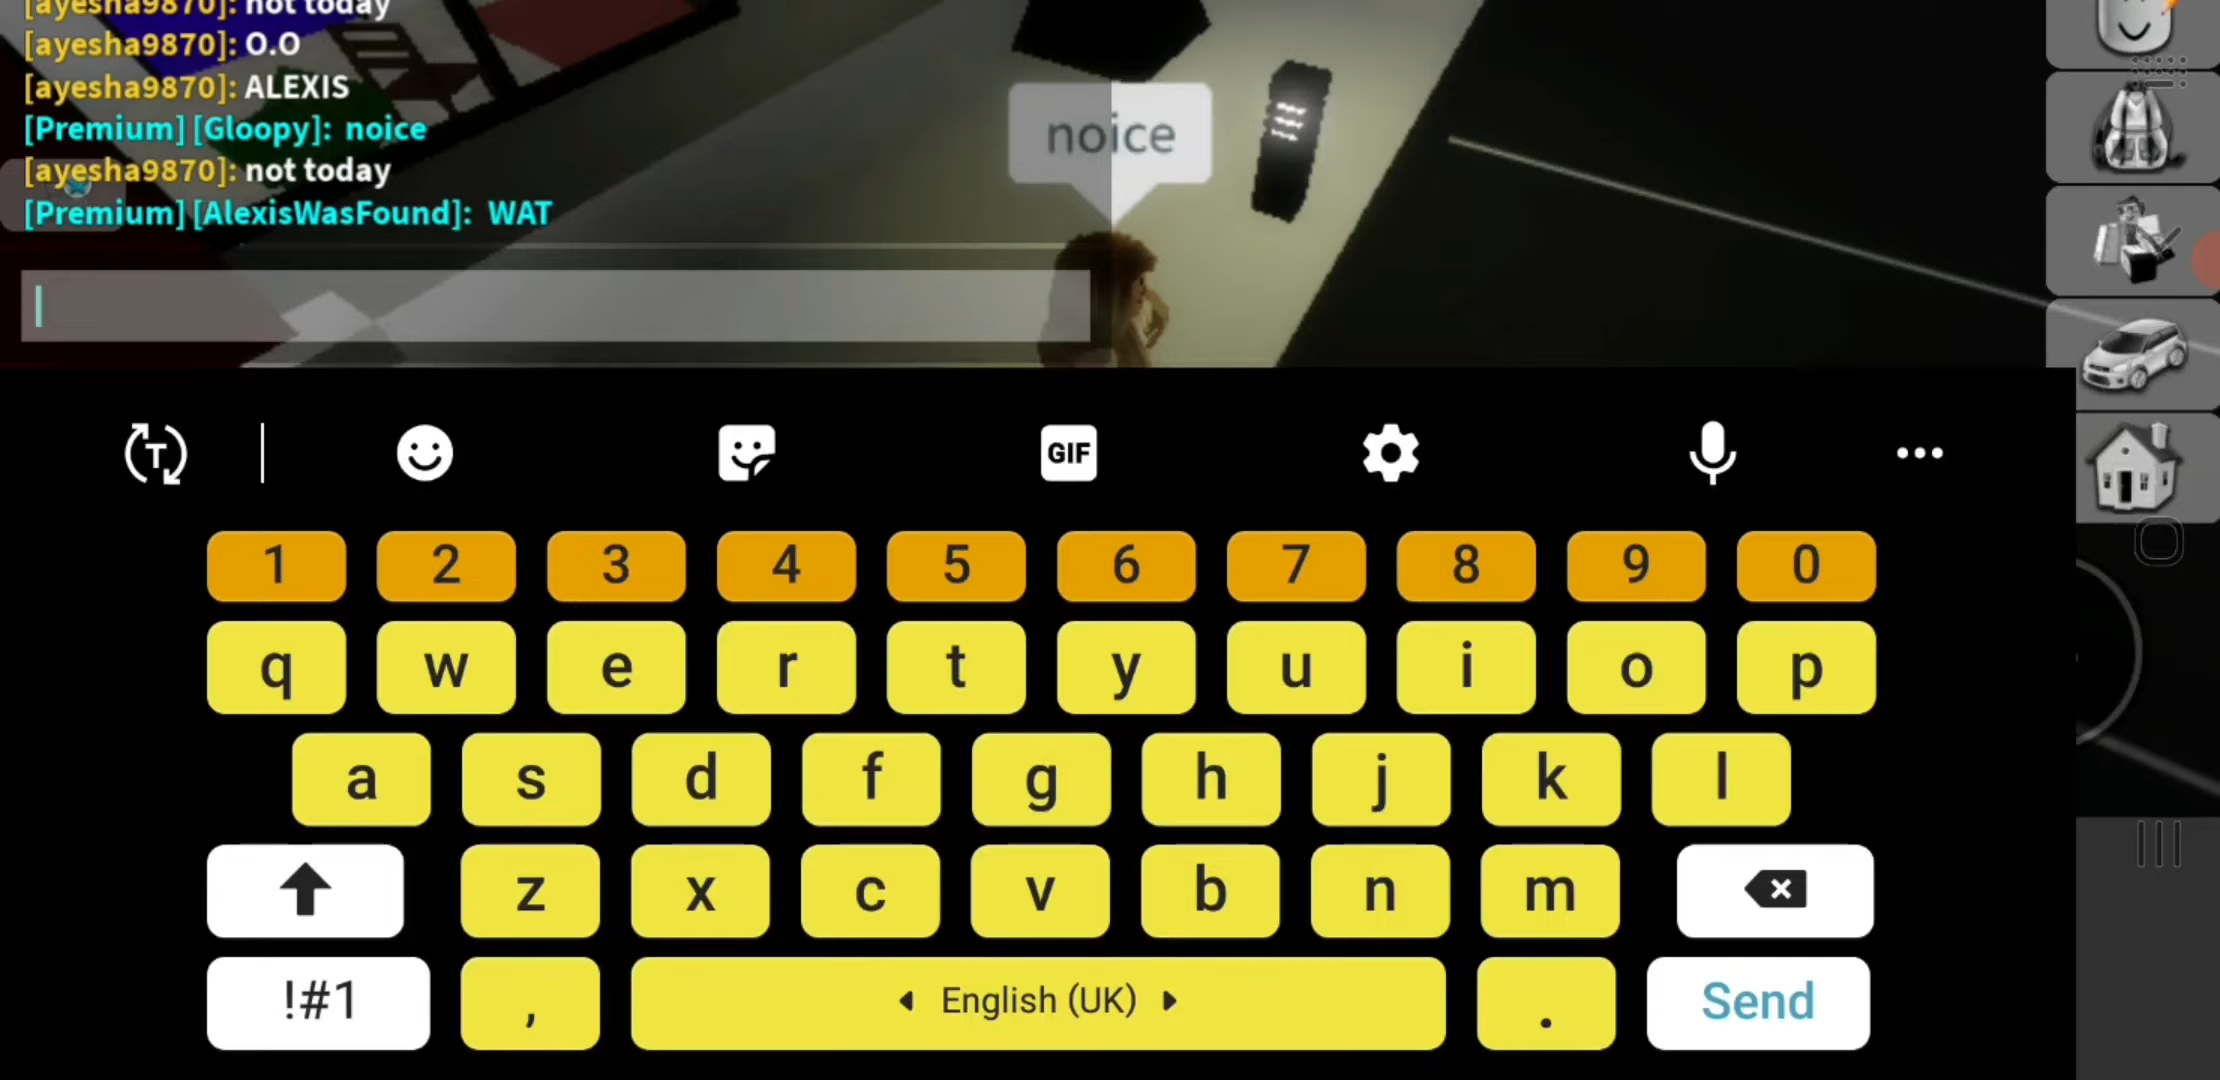 [ayesha9870]: not today
[ayesha9870]: O.O
[ayesha9870]: ALEXIS
[Premium] [Gloopy]: noice
[ayesha9870]: not today
[Premium] [AlexisWasFound]: WAT
noice
T
GIF
1 2 3 4 5 6 7 8 9 0
q w e r t y u i o p
a s d f g h j k l
z x c v b n m
!#1 , English (UK) . Send